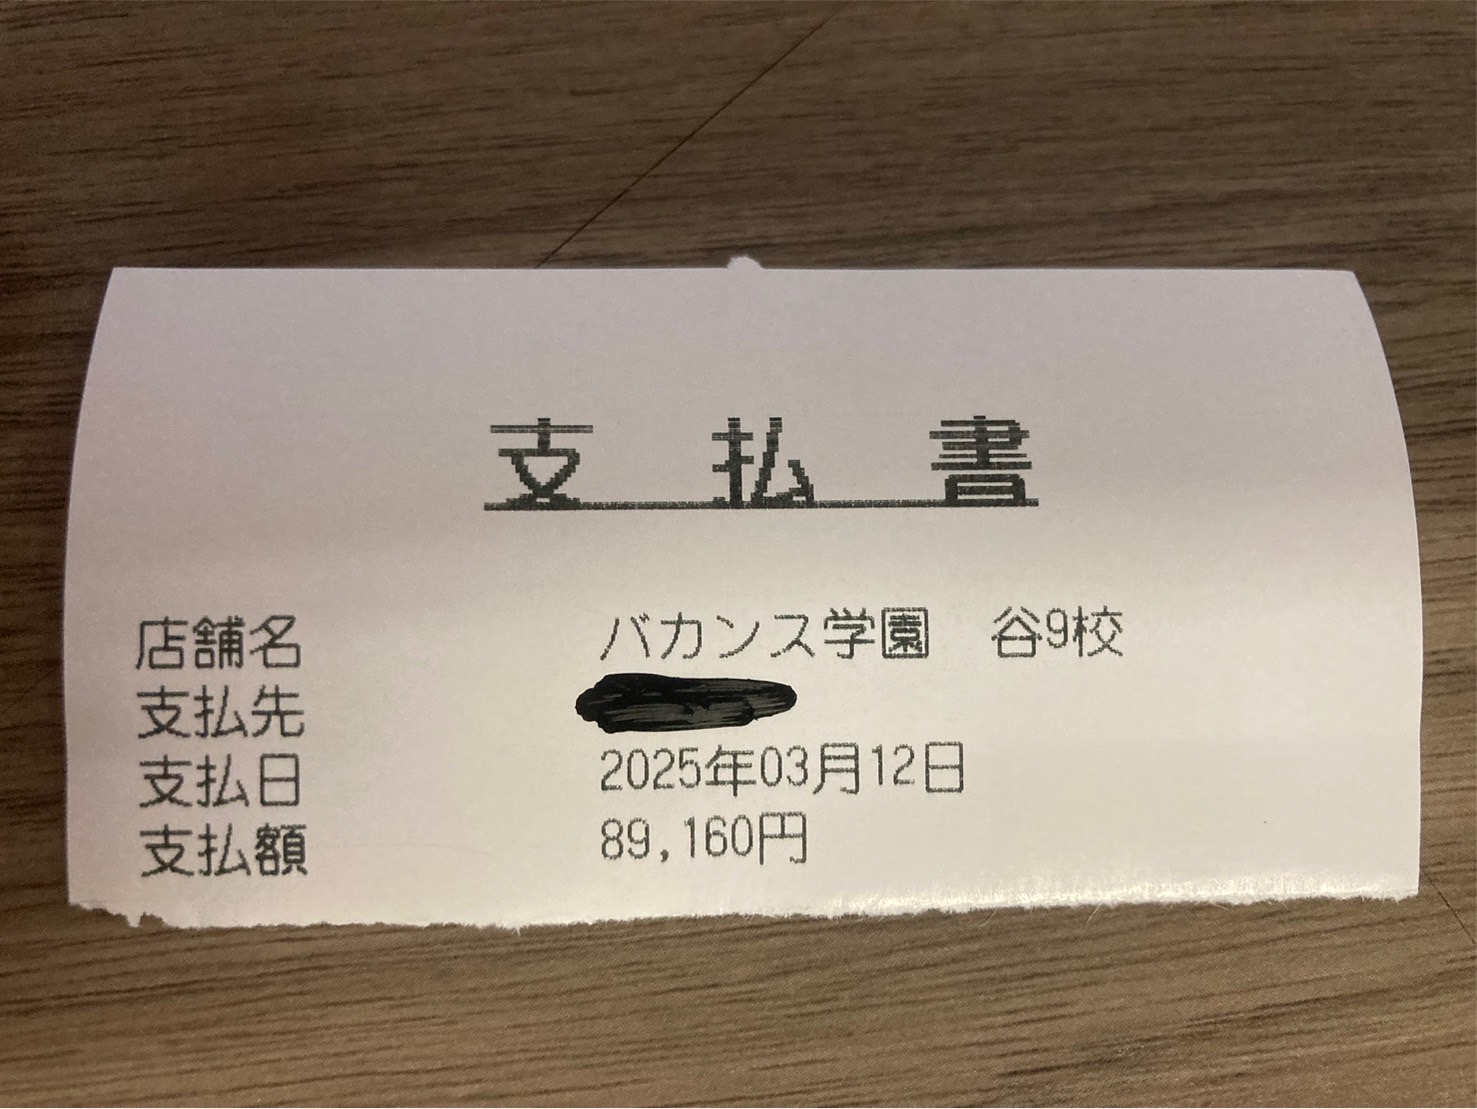 支払書
店舗名 バカンス学園 谷9校
支払先
支払日 2025年03月12日
支払額 89,160円